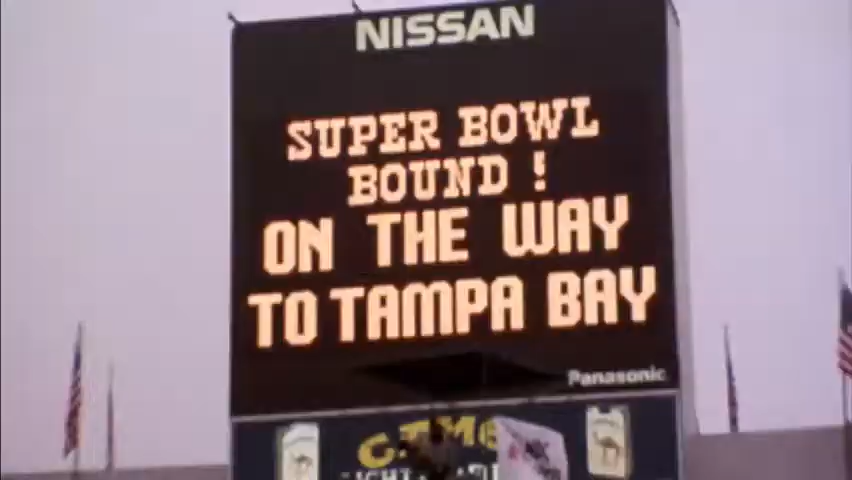 NISSAN
SUPER BOWL
BOUND !
ON THE WAY
TO TAMPA BAY
Panasonic